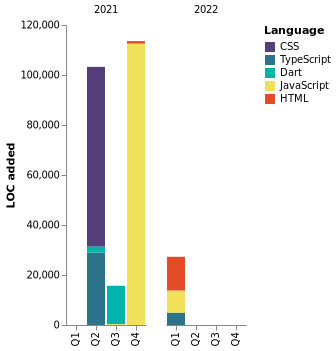 2021
2022
Language
CSS
TypeScript
Dart
JavaScript
HTML
LOC added
120,000
100,000
80,000
60,000
40,000
20,000
0
Q1
Q2
Q3
Q4
Q1
Q2
Q3
Q4